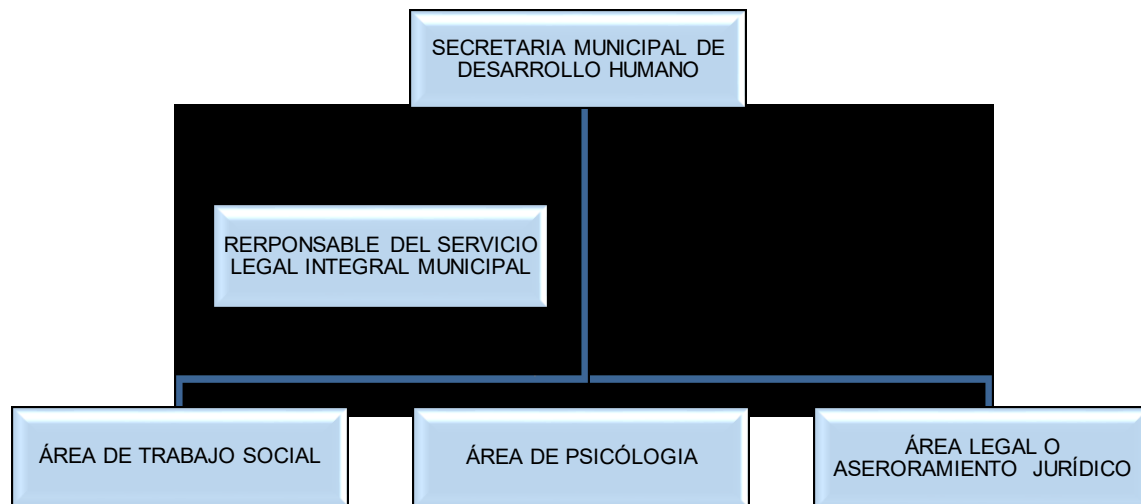 SECRETARIA MUNICIPAL DE
DESARROLLO HUMANO
RERPONSABLE DEL SERVICIO
LEGAL INTEGRAL MUNICIPAL
ÁREA DE TRABAJO SOCIAL
ÁREA DE PSICÓLOGIA
ÁREA LEGAL O
ASERORAMIENTO JURÍDICO